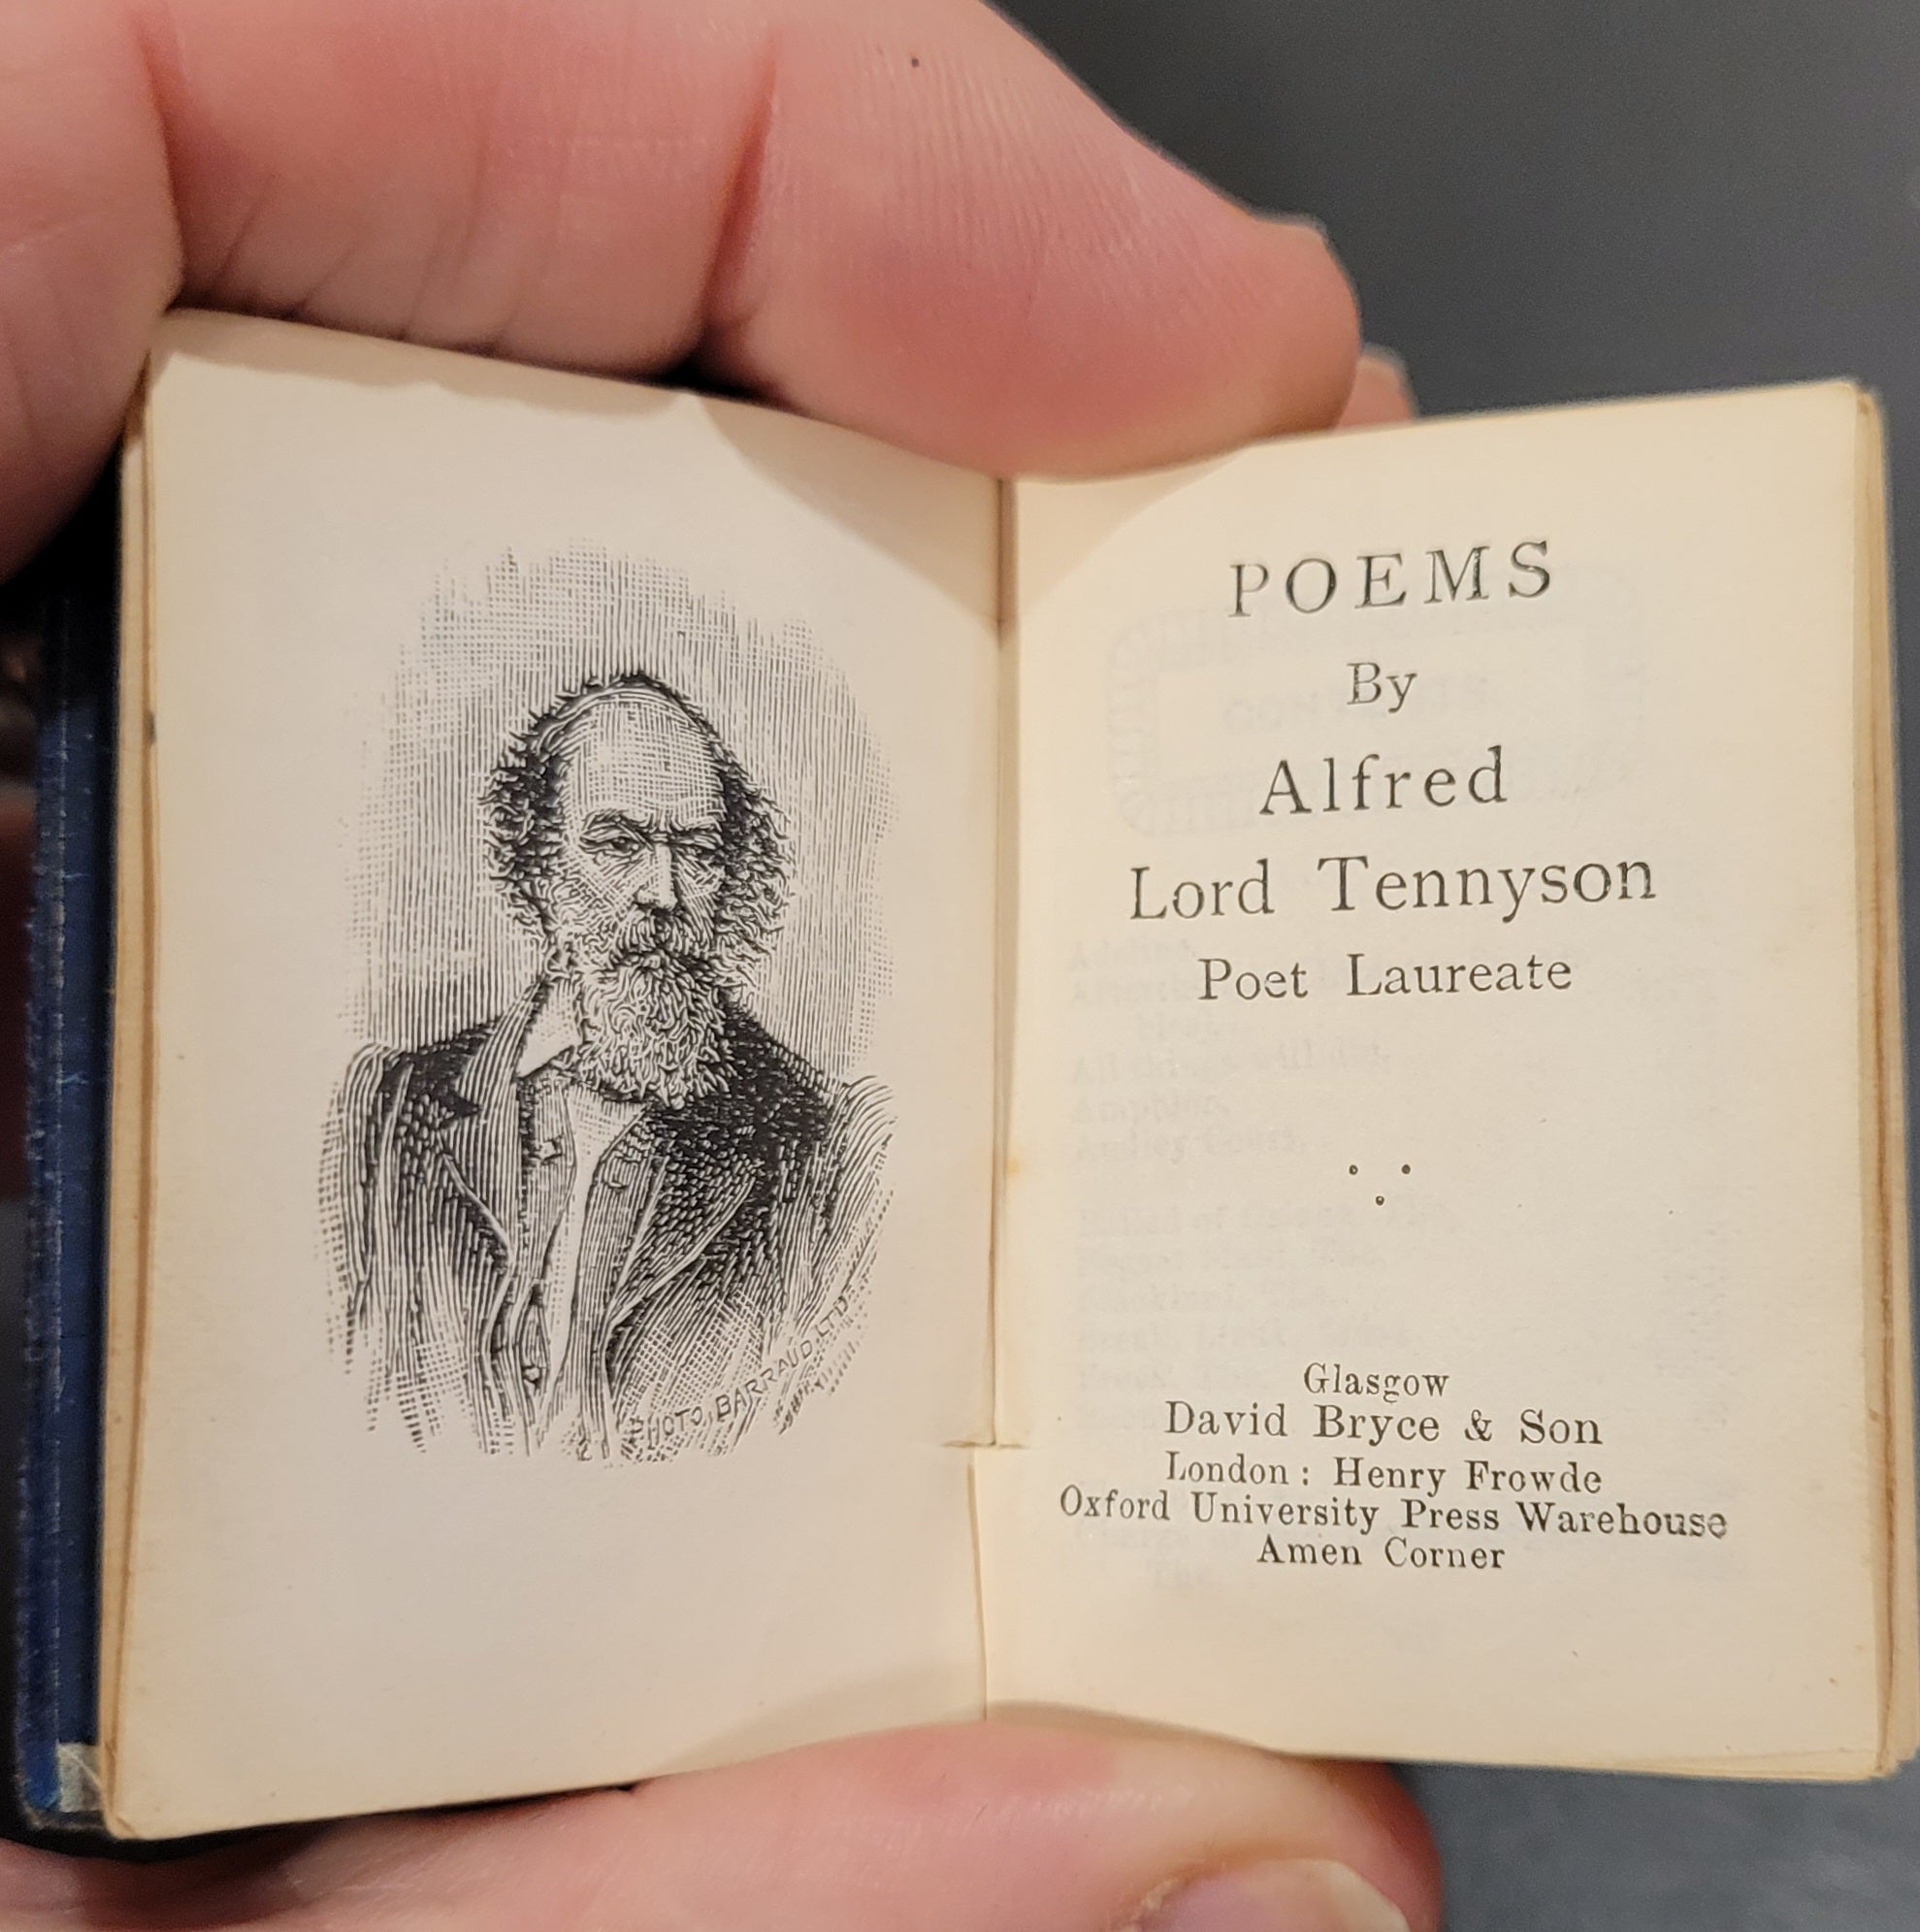 PHOTO, BARRAUD, LTD
POEMS
By
Alfred
Lord Tennyson
Poet Laureate
Glasgow
David Bryce & Son
London: Henry Frowde
Oxford University Press Warehouse
Amen Corner